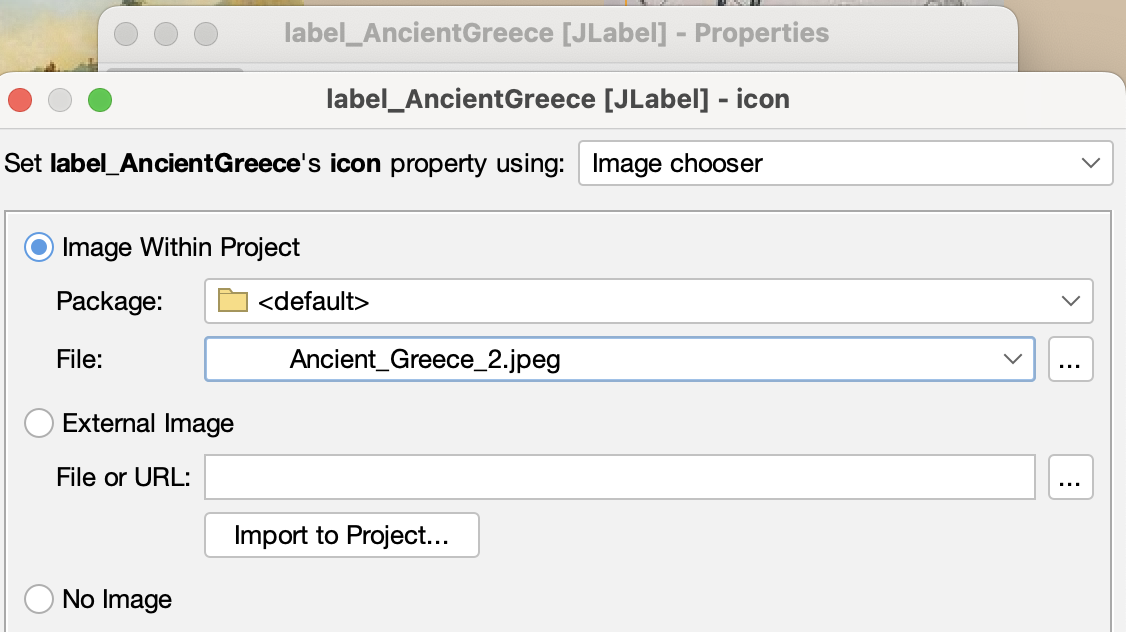 label_AncientGreece [JLabel] - Properties
label_AncientGreece [JLabel] - icon
Set label_AncientGreece's icon property using: Image chooser
Image Within Project
Package: <default>
File: Ancient_Greece_2.jpeg ...
External Image
File or URL: ...
Import to Project...
No Image